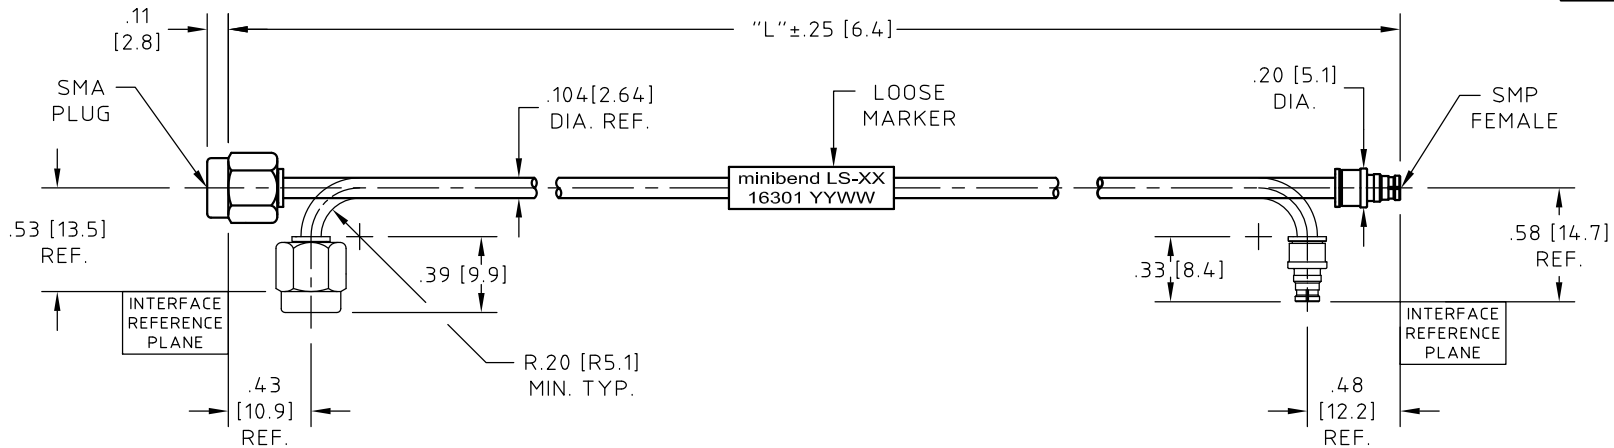 .11
[2.8]
"L"±.25 [6.4]
SMA
PLUG
.104[2.64]
DIA. REF.
LOOSE
MARKER
.20 [5.1]
DIA.
SMP
FEMALE
minibend LS-XX
16301 YYWW
.53 [13.5]
REF.
.39 [9.9]
.33 [8.4]
.58 [14.7]
REF.
INTERFACE
REFERENCE
PLANE
INTERFACE
REFERENCE
PLANE
R.20 [R5.1]
MIN. TYP.
.43
[10.9]
REF.
.48
[12.2]
REF.